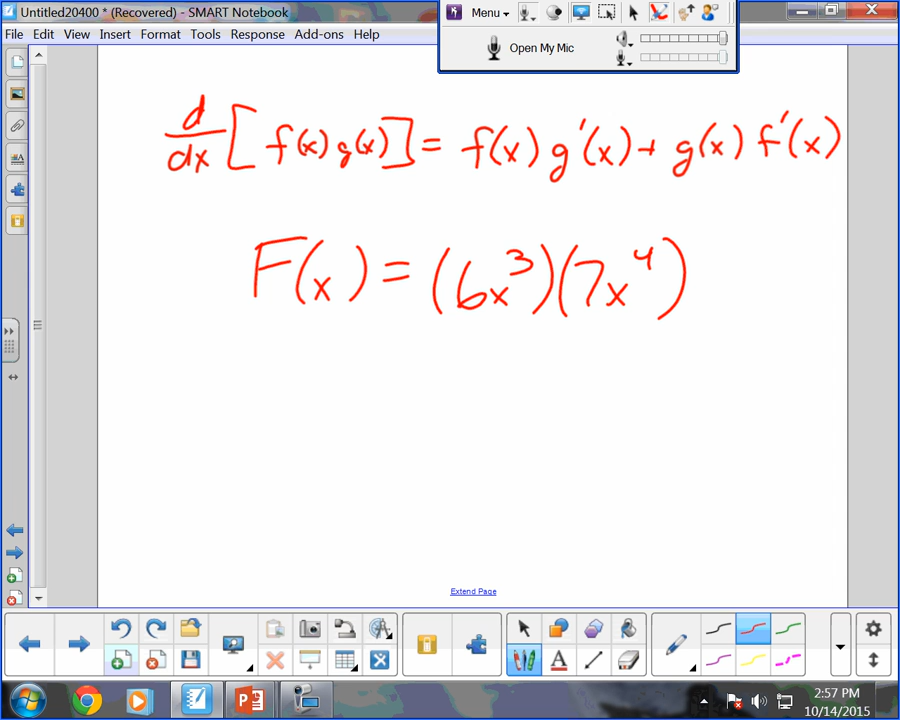 Untitled20400 * (Recovered) - SMART Notebook
Menu
Open My Mic
File Edit View Insert Format Tools Response Add-ons Help
d/dx [f(x) g(x)] = f(x) g'(x) + g(x) f'(x)
F(x) = (6x³)(7x⁴)
Extend Page
2:57 PM
10/14/2015